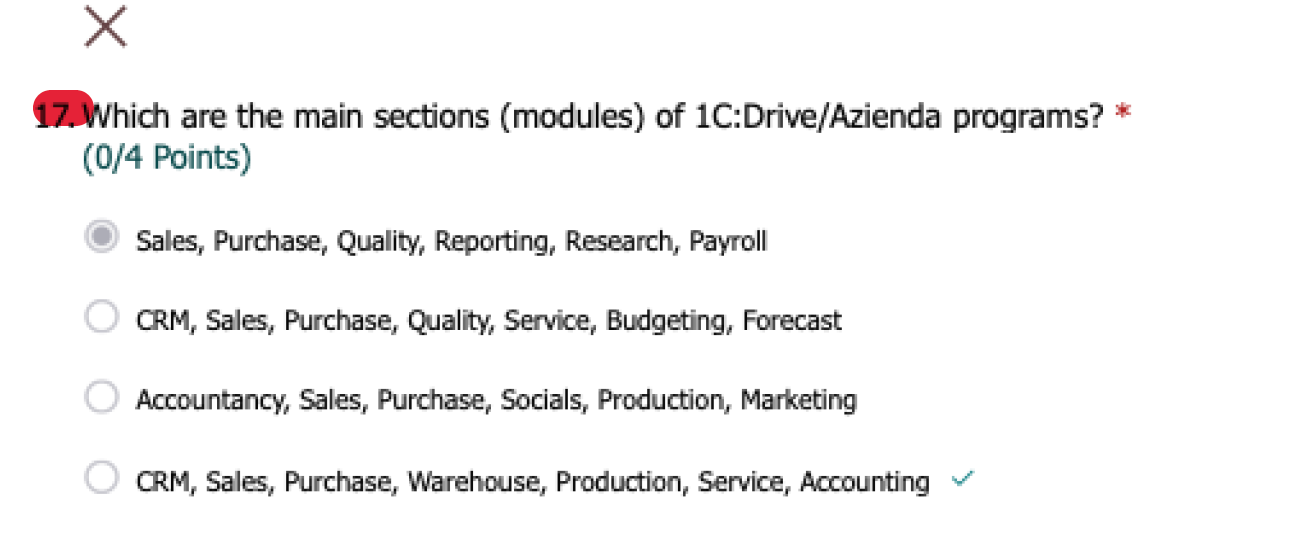 17. Which are the main sections (modules) of 1C:Drive/Azienda programs? *
(0/4 Points)
Sales, Purchase, Quality, Reporting, Research, Payroll
CRM, Sales, Purchase, Quality, Service, Budgeting, Forecast
Accountancy, Sales, Purchase, Socials, Production, Marketing
CRM, Sales, Purchase, Warehouse, Production, Service, Accounting